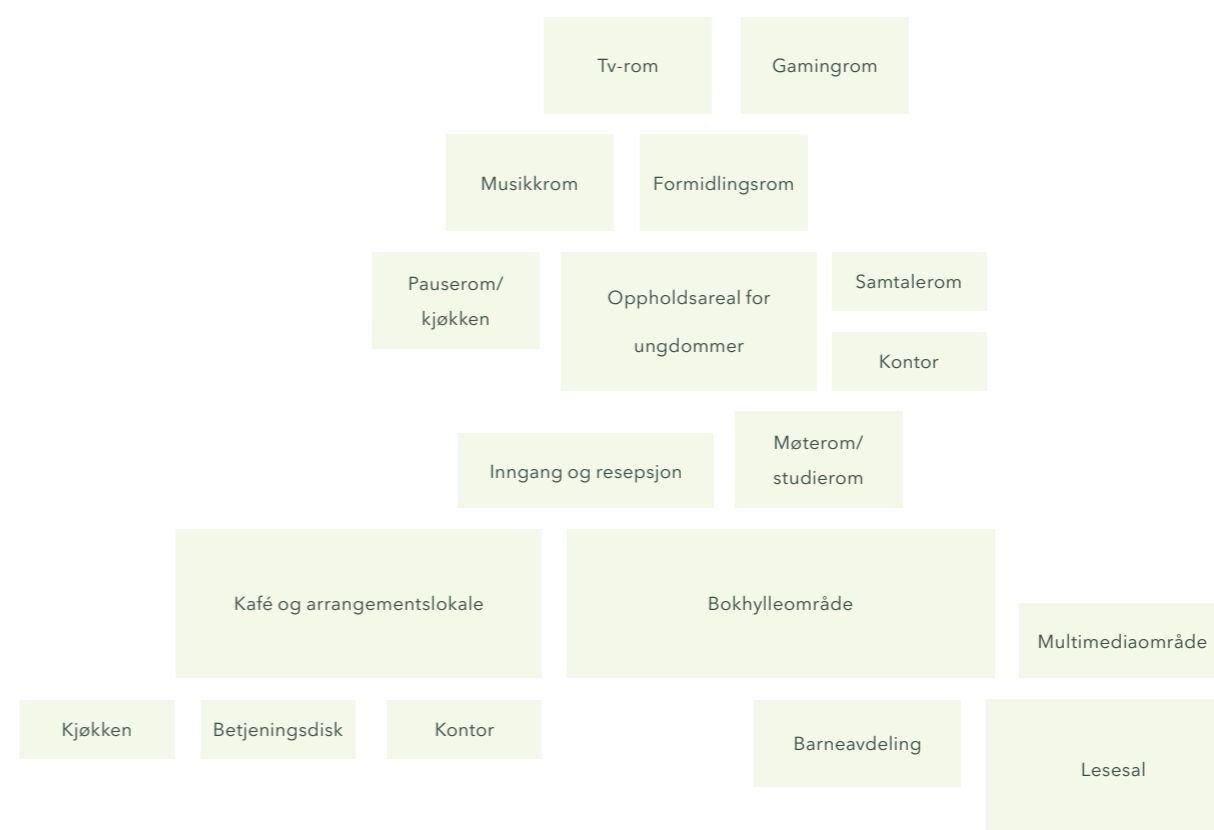 Tv-rom
Gamingrom
Musikkrom
Formidlingsrom
Pauserom/
kjøkken
Oppholdsareal for
ungdommer
Samtalerom
Kontor
Inngang og resepsjon
Møterom/
studierom
Kafé og arrangementslokale
Bokhylleområde
Multimediaområde
Kjøkken
Betjeningsdisk
Kontor
Barneavdeling
Lesesal